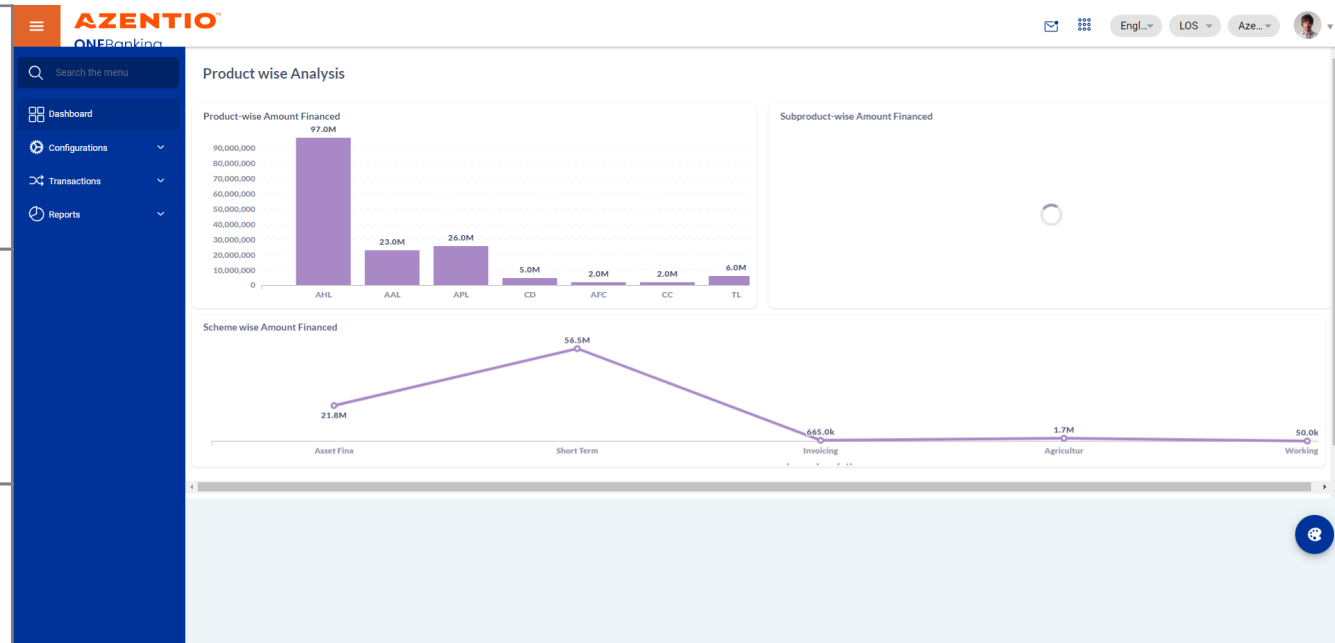 AZENTIO
ONEBanking
Engl...
LOS
Aze...
Search the menu
Dashboard
Configurations
Transactions
Reports
Product wise Analysis
Product-wise Amount Financed
97.0M
90,000,000
80,000,000
70,000,000
60,000,000
50,000,000
40,000,000
30,000,000
20,000,000
10,000,000
0
23.0M
26.0M
5.0M
2.0M
2.0M
6.0M
AHL
AAL
APL
CD
AFC
CC
TL
Subproduct-wise Amount Financed
Scheme wise Amount Financed
21.8M
56.5M
665.0k
1.7M
50.0k
Asset Fina
Short Term
Invoicing
Agricultur
Working